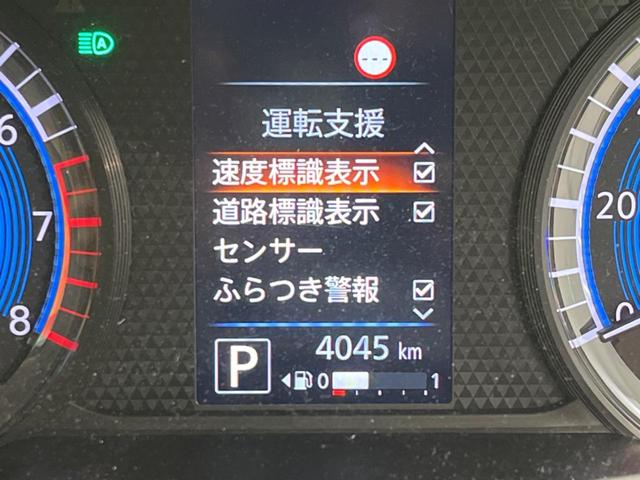 ---
運転支援
速度標識表示
道路標識表示
センサー
ふらつき警報
P
4045 km
0 1
6
7
8
20
0